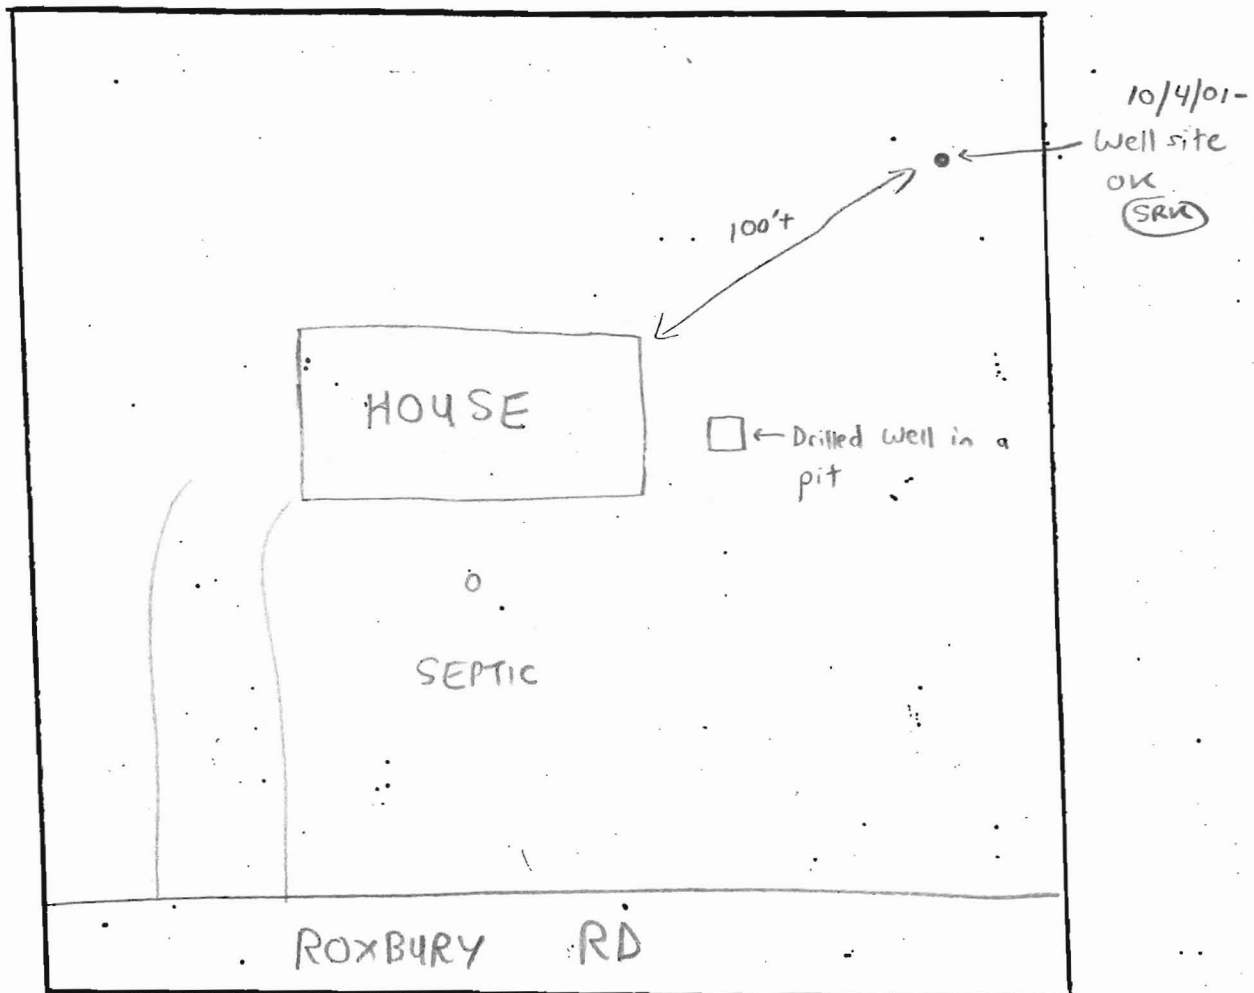 10/4/01-
Well site
OK
SRK
100'+
HOUSE
Drilled well in a
pit
SEPTIC
ROXBURY RD